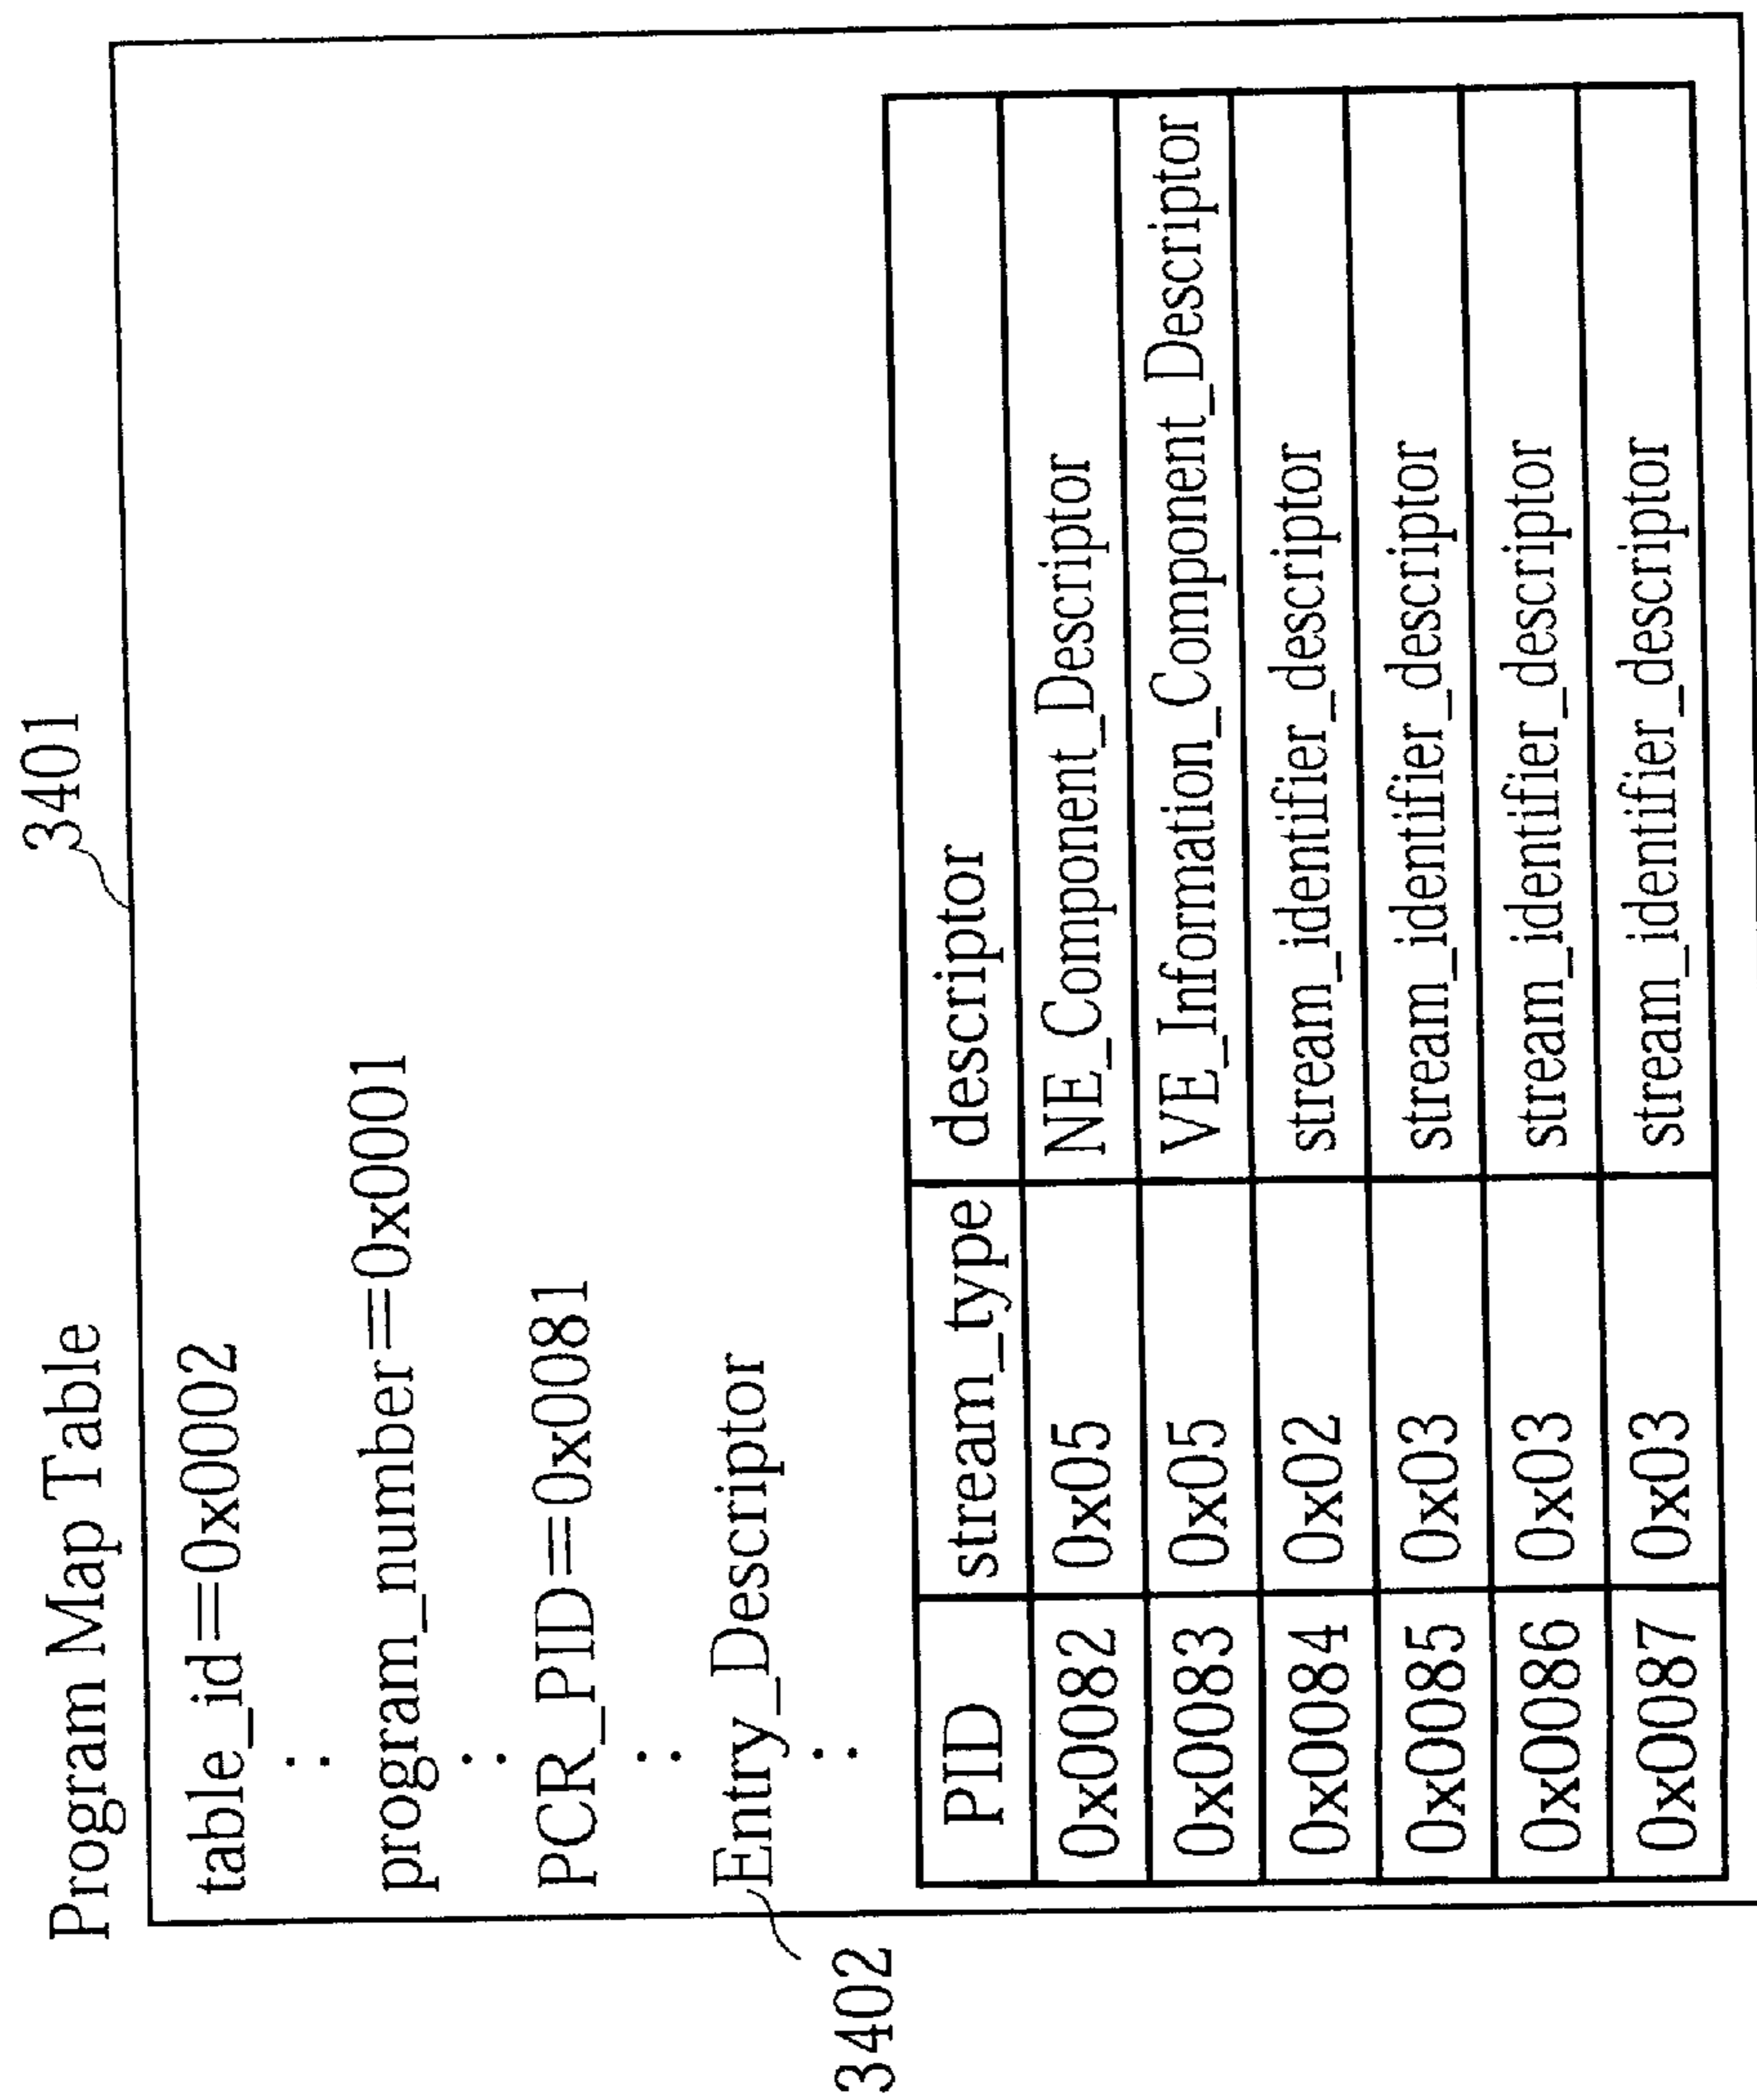 Program Map Table
3401
table_id=0x0002
:
program_number=0x0001
:
PCR_PID=0x0081
:
3402
Entry_Descriptor
:
PID stream_type descriptor
0x0082 0x05 NE_Component_Descriptor
0x0083 0x05 VE_Information_Component_Descriptor
0x0084 0x02 stream_identifier_descriptor
0x0085 0x03 stream_identifier_descriptor
0x0086 0x03 stream_identifier_descriptor
0x0087 0x03 stream_identifier_descriptor